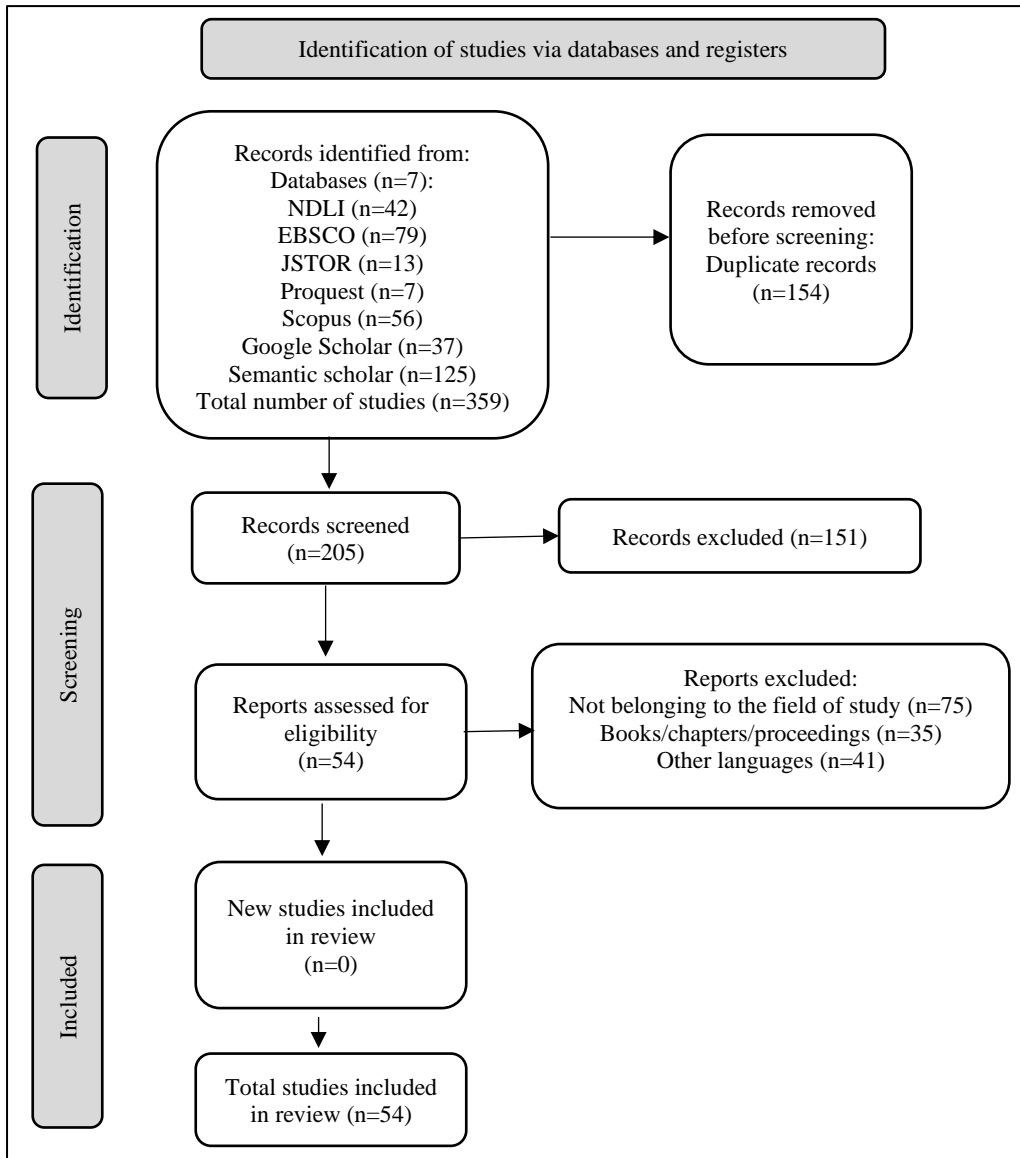 Identification of studies via databases and registers
Identification
Records identified from:
Databases (n=7):
NDLI (n=42)
EBSCO (n=79)
JSTOR (n=13)
Proquest (n=7)
Scopus (n=56)
Google Scholar (n=37)
Semantic scholar (n=125)
Total number of studies (n=359)
Records removed
before screening:
Duplicate records
(n=154)
Screening
Records screened
(n=205)
Records excluded (n=151)
Reports assessed for
eligibility
(n=54)
Reports excluded:
Not belonging to the field of study (n=75)
Books/chapters/proceedings (n=35)
Other languages (n=41)
Included
New studies included
in review
(n=0)
Total studies included
in review (n=54)